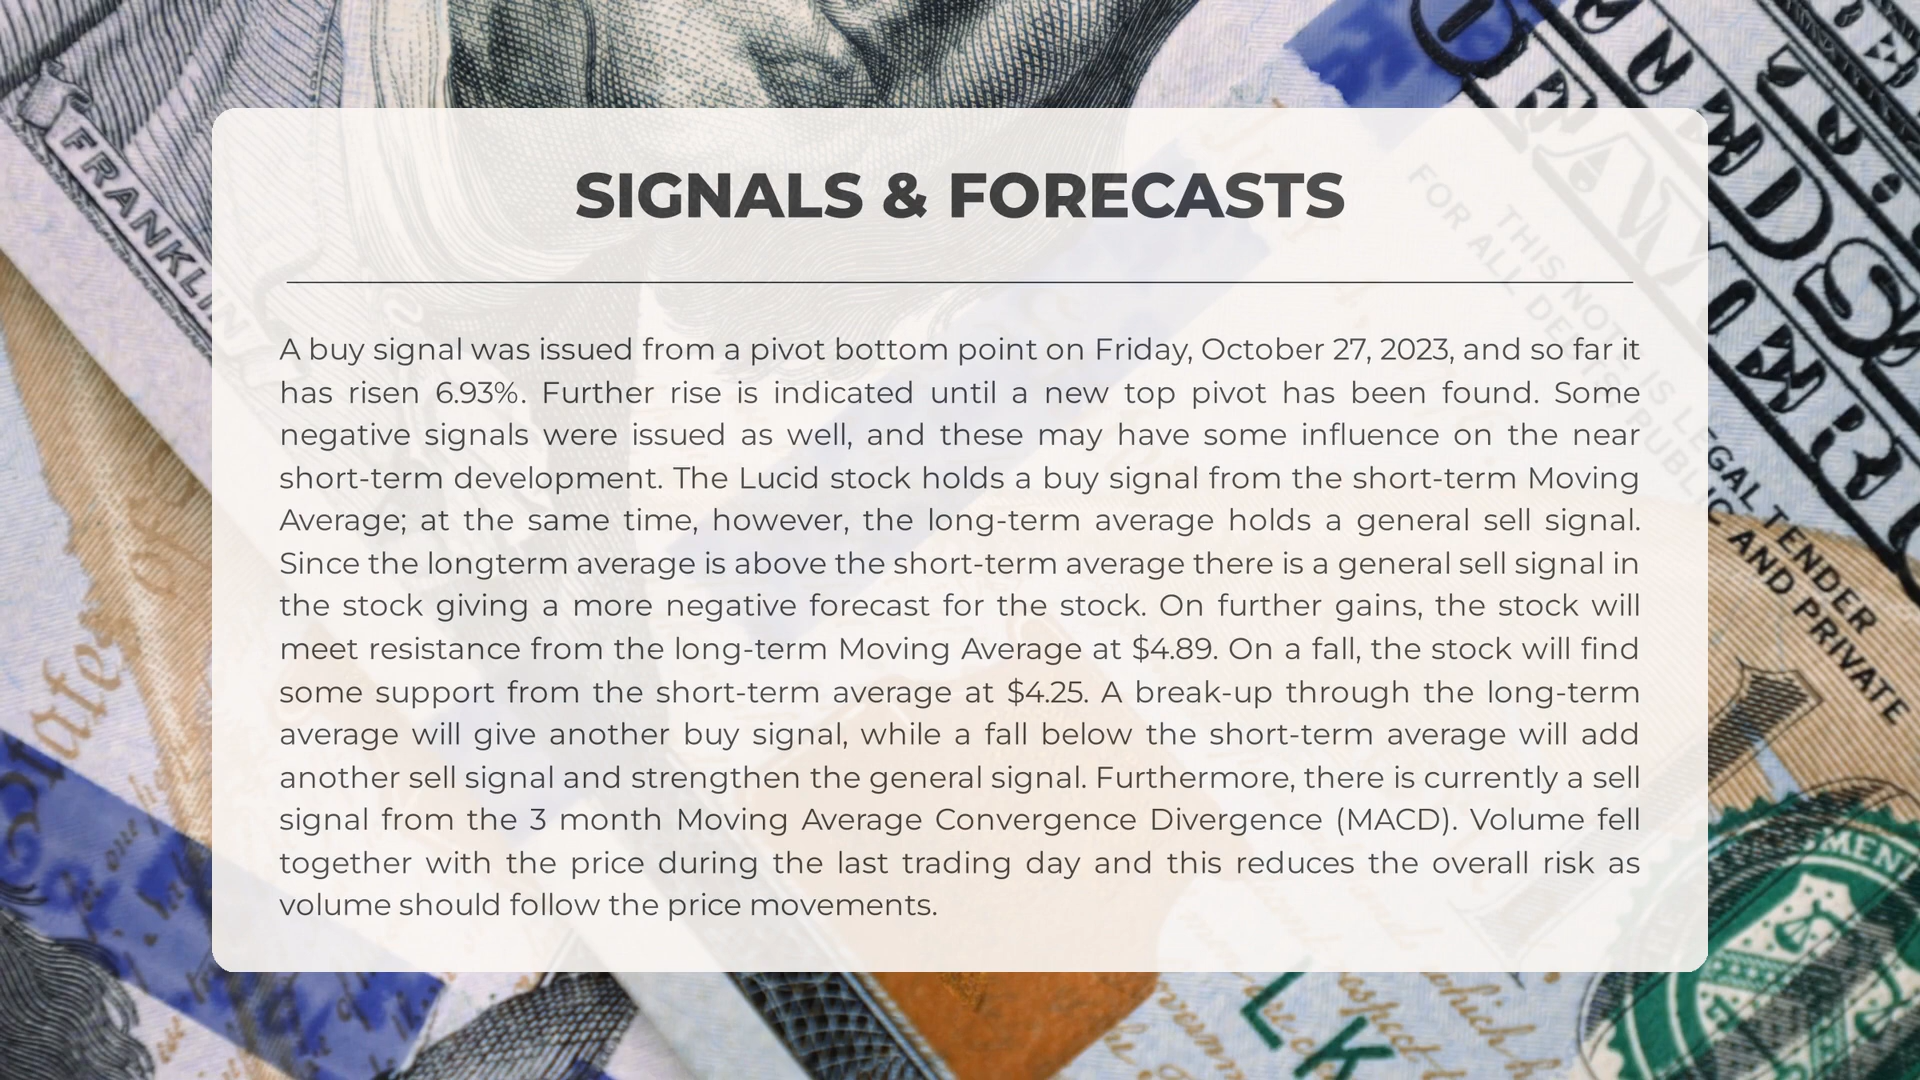 SIGNALS & FORECASTS
FRANKLIN
THIS NOTE IS LEGAL TENDER
FOR ALL DEBTS PUBLIC AND PRIVATE
A buy signal was issued from a pivot bottom point on Friday, October 27, 2023, and so far it
has risen 6.93%. Further rise is indicated until a new top pivot has been found. Some
negative signals were issued as well, and these may have some influence on the near
short-term development. The Lucid stock holds a buy signal from the short-term Moving
Average; at the same time, however, the long-term average holds a general sell signal.
Since the longterm average is above the short-term average there is a general sell signal in
the stock giving a more negative forecast for the stock. On further gains, the stock will
meet resistance from the long-term Moving Average at $4.89. On a fall, the stock will find
some support from the short-term average at $4.25. A break-up through the long-term
average will give another buy signal, while a fall below the short-term average will add
another sell signal and strengthen the general signal. Furthermore, there is currently a sell
signal from the 3 month Moving Average Convergence Divergence (MACD). Volume fell
together with the price during the last trading day and this reduces the overall risk as
volume should follow the price movements.